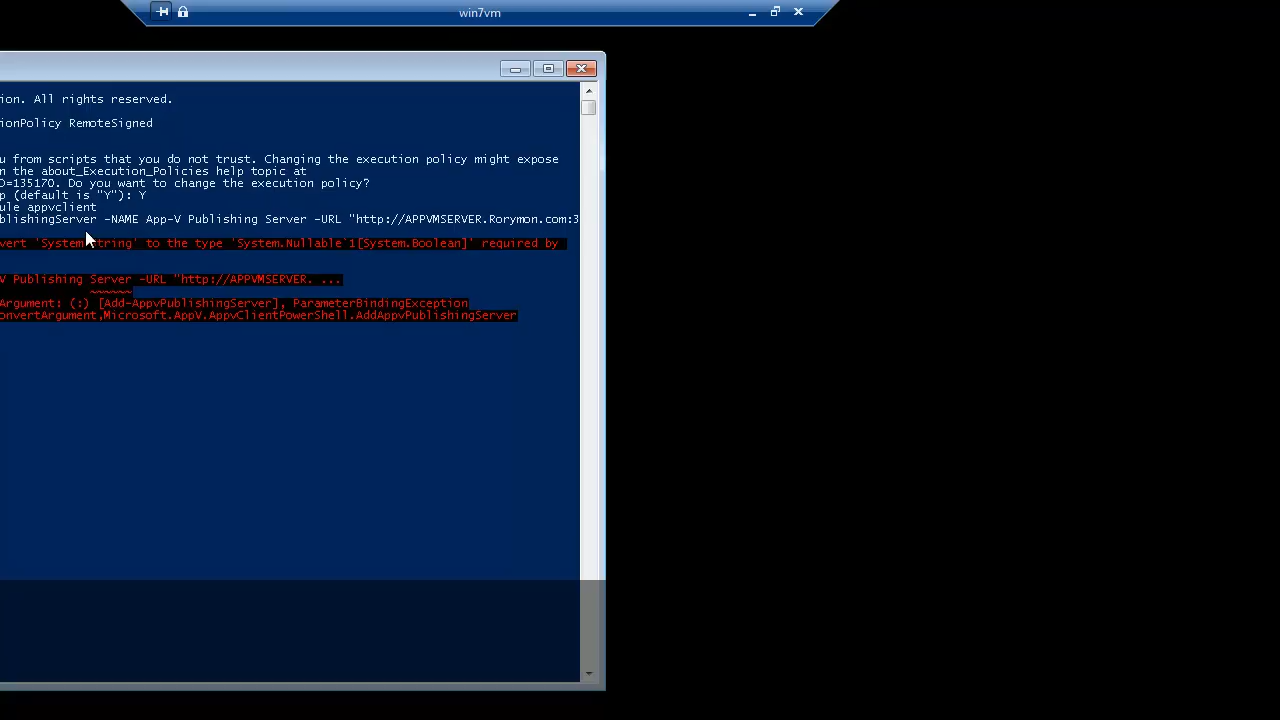 win7vm
ion. All rights reserved.
ionPolicy RemoteSigned
u from scripts that you do not trust. Changing the execution policy might expose
n the about_Execution_Policies help topic at
D=135170. Do you want to change the execution policy?
p (default is "Y"): Y
ule appvclient
blishingServer -NAME App-V Publishing Server -URL "http://APPVMSERVER.Rorymon.com:3
vert 'System.String' to the type 'System.Nullable`1[System.Boolean]' required by
V Publishing Server -URL "http://APPVMSERVER. ...
~~~~~~
Argument: (:) [Add-AppvPublishingServer], ParameterBindingException
onvertArgument,Microsoft.AppV.AppvClientPowerShell.AddAppvPublishingServer